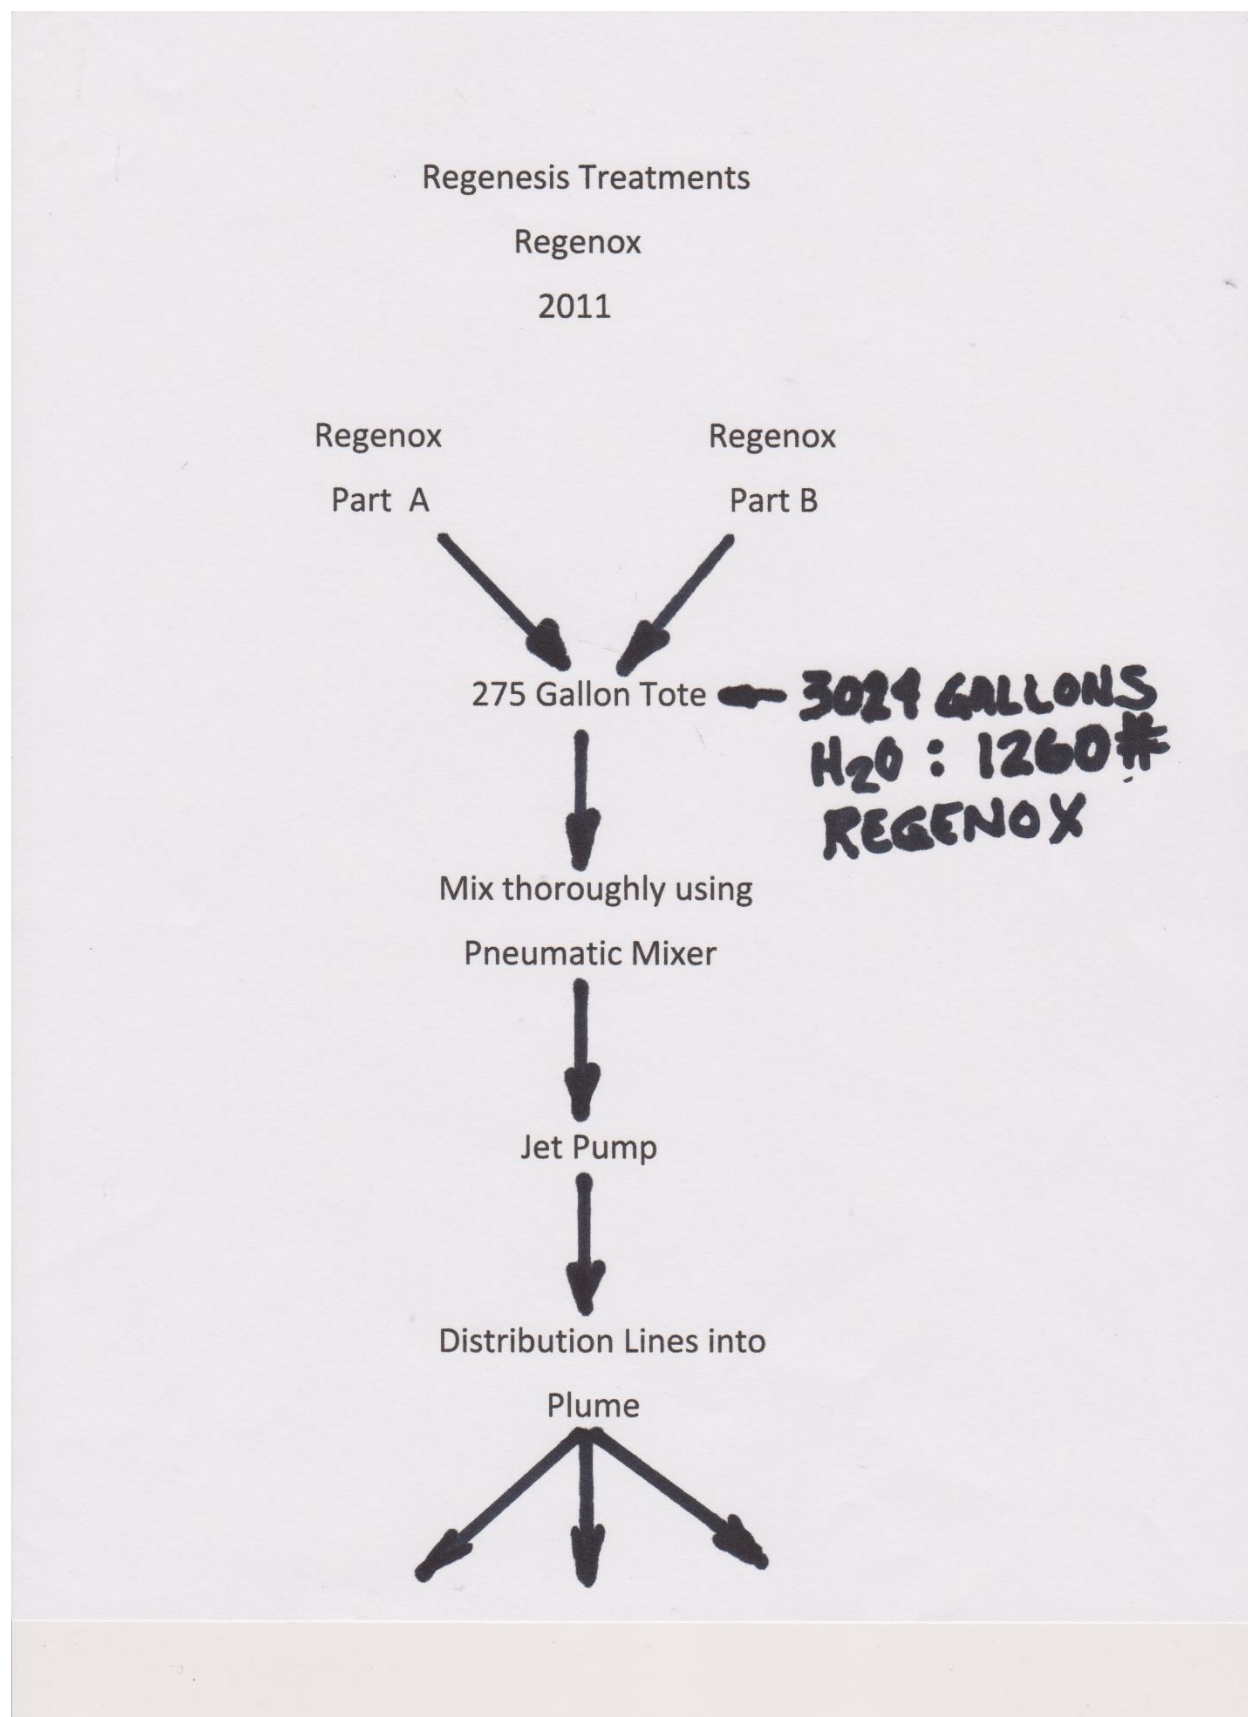 Regenesis Treatments
Regenox
2011
Regenox
Regenox
Part A
Part B
275 Gallon Tote
3024 GALLONS
H₂O : 1260#
REGENOX
Mix thoroughly using
Pneumatic Mixer
Jet Pump
Distribution Lines into
Plume